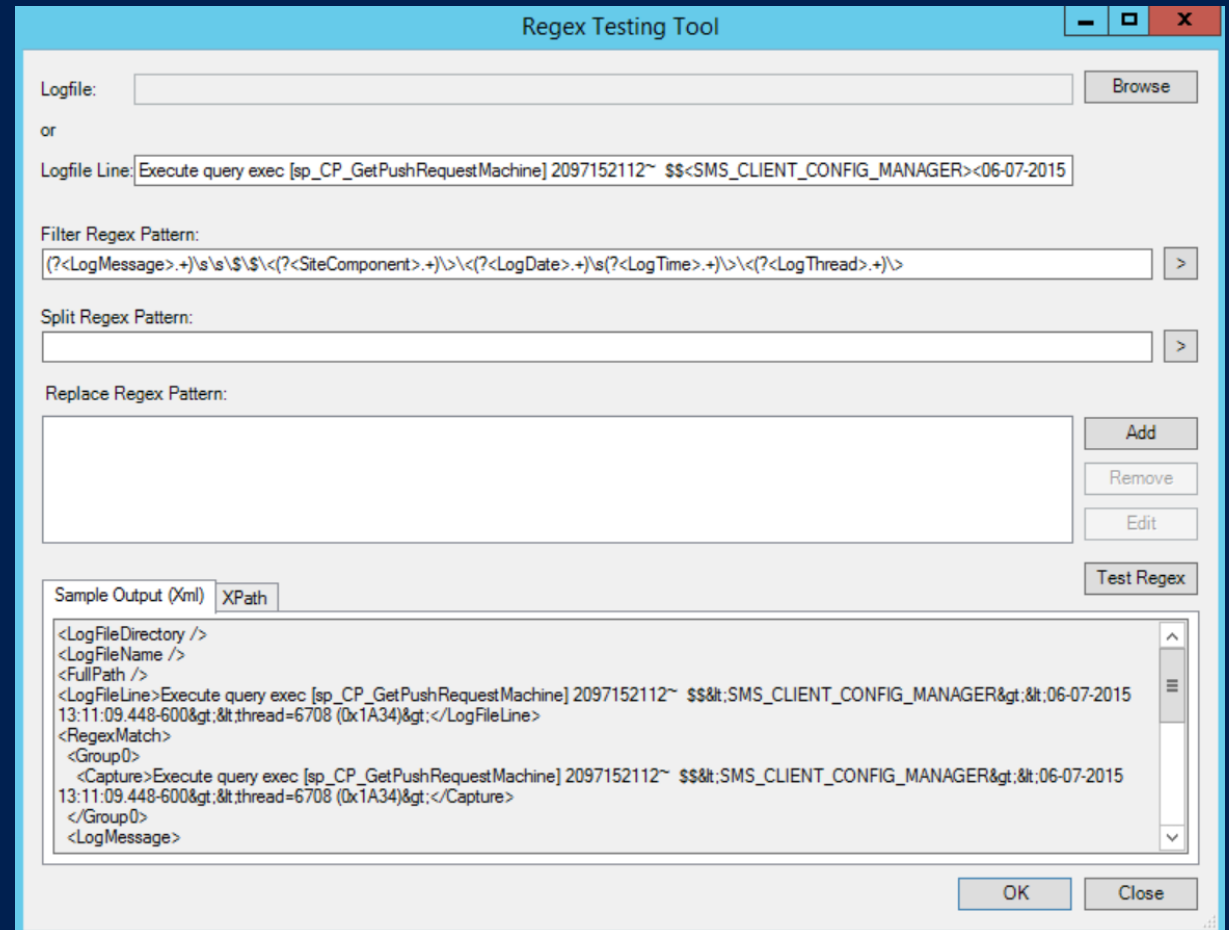 Regex Testing Tool
Logfile:
Browse
or
Logfile Line: Execute query exec [sp_CP_GetPushRequestMachine] 2097152112~ $$<SMS_CLIENT_CONFIG_MANAGER><06-07-2015
Filter Regex Pattern:
(?<LogMessage>.+)\s\s\$\$\<(?<SiteComponent>.+)\>\<(?<LogDate>.+)\s(?<LogTime>.+)\>\<(?<LogThread>.+)\>
>
Split Regex Pattern:
>
Replace Regex Pattern:
Add
Remove
Edit
Test Regex
Sample Output (Xml) XPath
<LogFileDirectory />
<LogFileName />
<FullPath />
<LogFileLine>Execute query exec [sp_CP_GetPushRequestMachine] 2097152112~ $$&lt;SMS_CLIENT_CONFIG_MANAGER&gt;&lt;06-07-2015
13:11:09.448-600&gt;&lt;thread=6708 (0x1A34)&gt;</LogFileLine>
<RegexMatch>
<Group0>
<Capture>Execute query exec [sp_CP_GetPushRequestMachine] 2097152112~ $$&lt;SMS_CLIENT_CONFIG_MANAGER&gt;&lt;06-07-2015
13:11:09.448-600&gt;&lt;thread=6708 (0x1A34)&gt;</Capture>
</Group0>
<LogMessage>
OK
Close